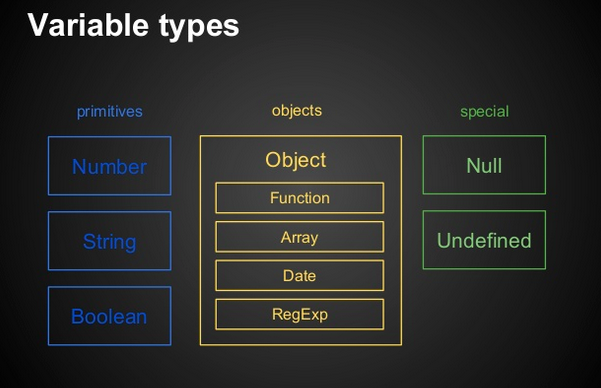 Variable types
primitives
Number
String
Boolean
objects
Object
Function
Array
Date
RegExp
special
Null
Undefined